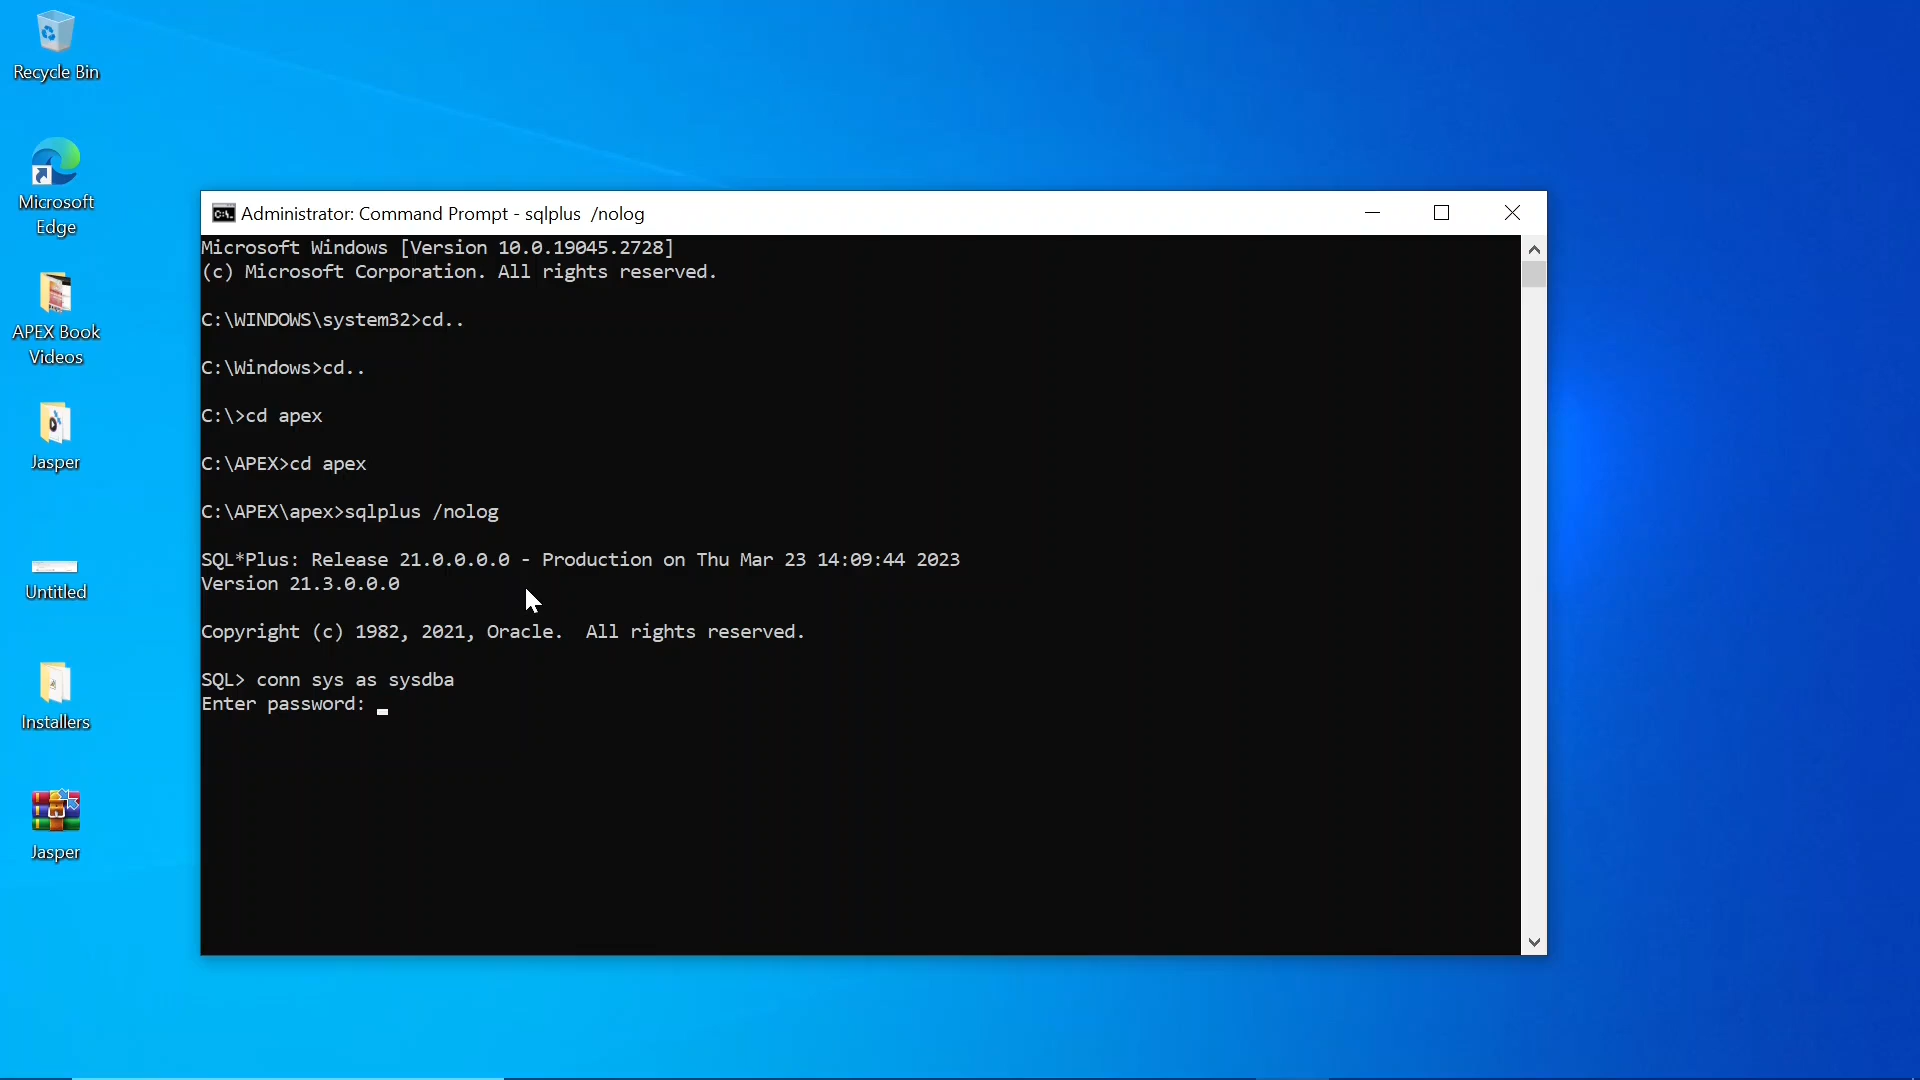 Recycle Bin
Microsoft
Edge
APEX Book
Videos
Jasper
Untitled
Installers
Jasper
Administrator: Command Prompt - sqlplus  /nolog
Microsoft Windows [Version 10.0.19045.2728]
(c) Microsoft Corporation. All rights reserved.
C:\WINDOWS\system32>cd..
C:\Windows>cd..
C:\>cd apex
C:\APEX>cd apex
C:\APEX\apex>sqlplus /nolog
SQL*Plus: Release 21.0.0.0.0 - Production on Thu Mar 23 14:09:44 2023
Version 21.3.0.0.0
Copyright (c) 1982, 2021, Oracle.  All rights reserved.
SQL> conn sys as sysdba
Enter password: